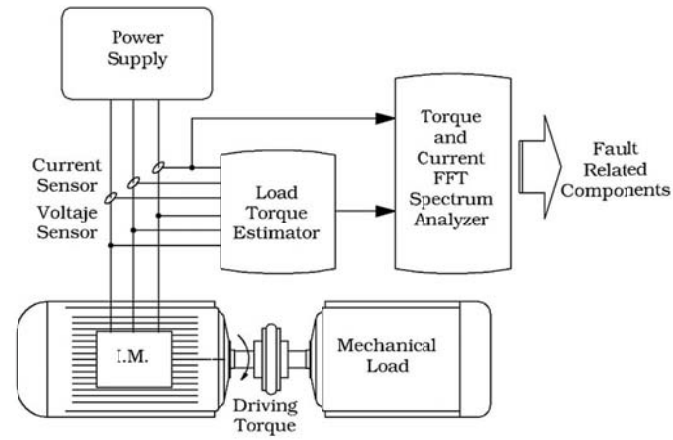 Power
Supply
Current
Sensor
Voltaje
Sensor
Load
Torque
Estimator
Torque
and
Current
FFT
Spectrum
Analyzer
Fault
Related
Components
I.M.
Mechanical
Load
Driving
Torque